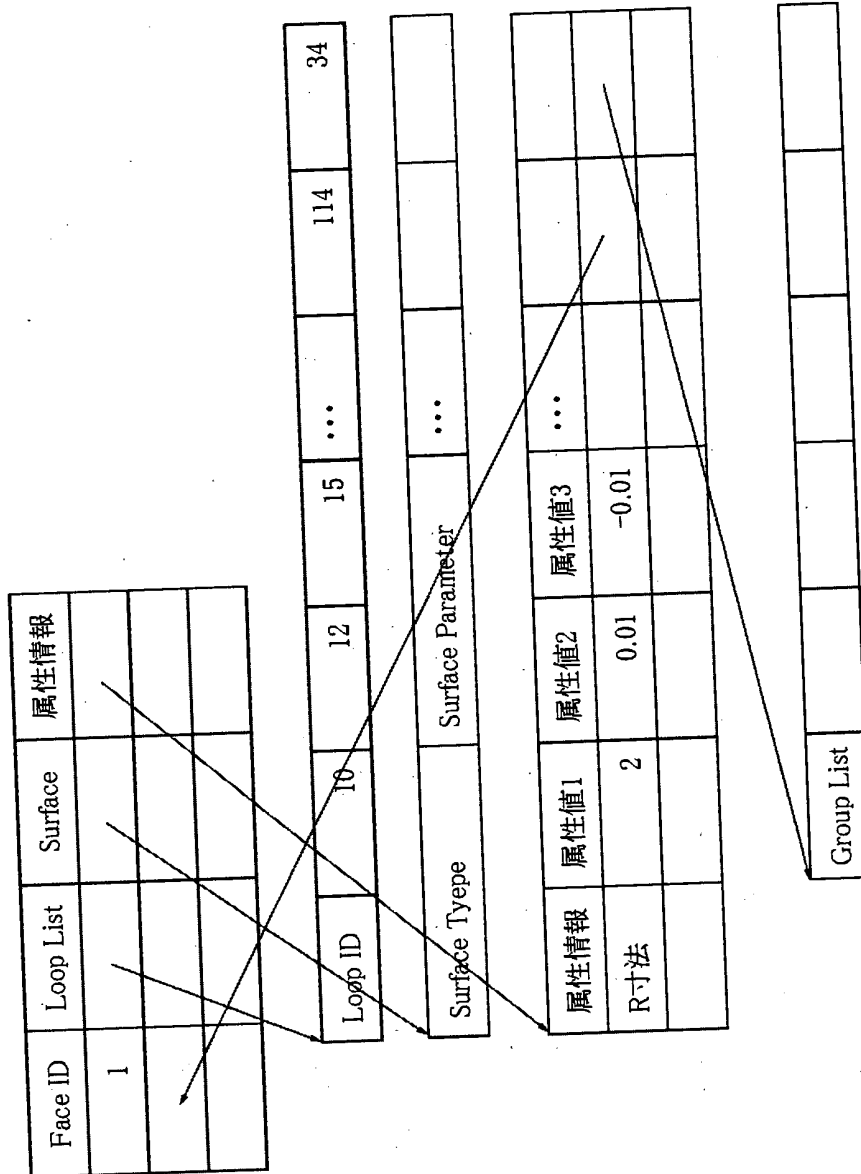 Face ID Loop List Surface 属性情報
1
Loop ID 10 12 15 ... 114 34
Surface Tyepe Surface Parameter ...
属性情報 属性値1 属性値2 属性値3 ...
R寸法 2 0.01 -0.01
Group List